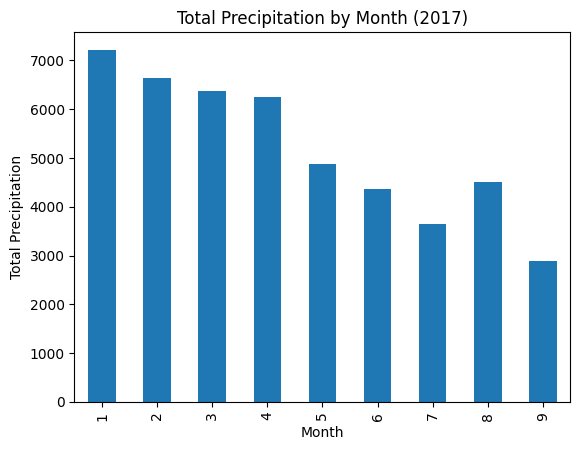 Total Precipitation by Month (2017)
Total Precipitation
7000
6000
5000
4000
3000
2000
1000
0
1 2 3 4 5 6 7 8 9
Month